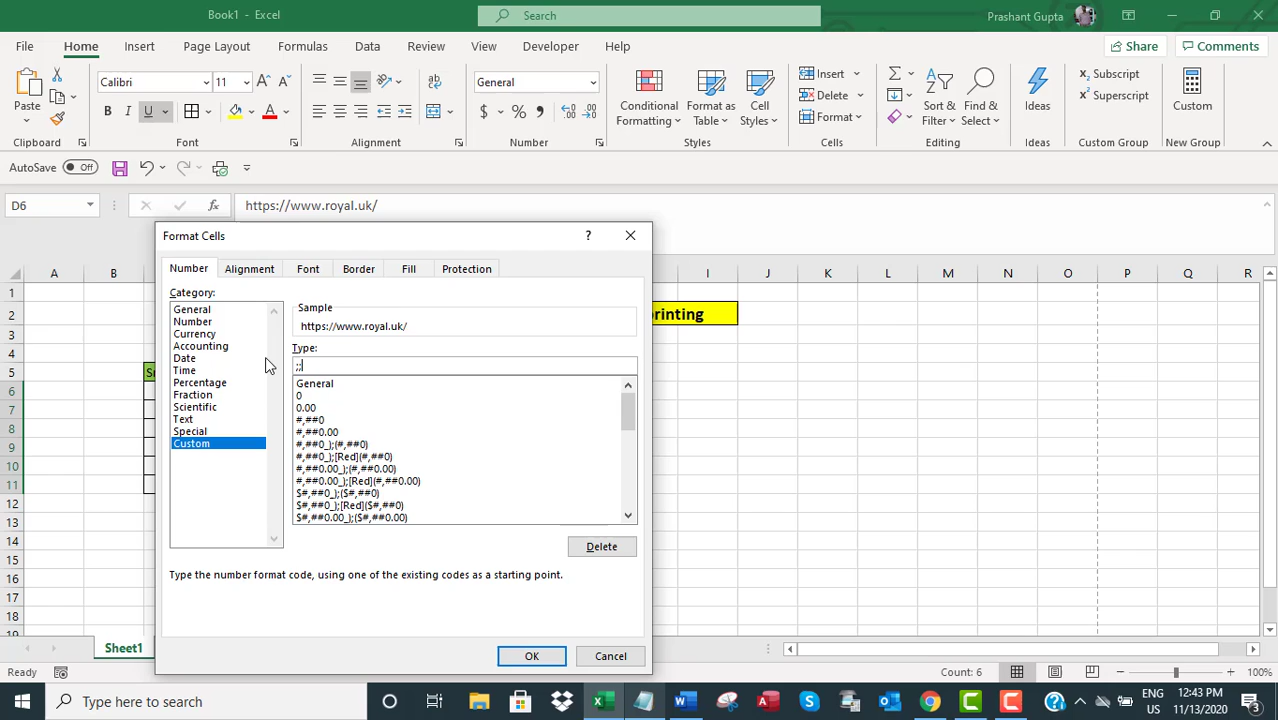 Book1 - Excel
Search
Prashant Gupta
File Home Insert Page Layout Formulas Data Review View Developer Help
Share Comments
Paste
Calibri 11
B I U
General
$ %
Conditional Formatting
Format as Table
Cell Styles
Insert
Delete
Format
Sort & Filter
Find & Select
Ideas
Subscript
Superscript
Custom
Clipboard Font Alignment Number Styles Cells Editing Ideas Custom Group New Group
AutoSave Off
D6 fx https://www.royal.uk/
Format Cells ?
Number Alignment Font Border Fill Protection
Category:
General
Number
Currency
Accounting
Date
Time
Percentage
Fraction
Scientific
Text
Special
Custom
Sample
https://www.royal.uk/
Type:
;;
General
0
0.00
#,##0
#,##0.00
#,##0_);(#,##0)
#,##0_);[Red](#,##0)
#,##0.00_);(#,##0.00)
#,##0.00_);[Red](#,##0.00)
$#,##0_);($#,##0)
$#,##0_);[Red]($#,##0)
$#,##0.00_);($#,##0.00)
Delete
Type the number format code, using one of the existing codes as a starting point.
OK Cancel
A B I J K L M N O P Q R
1
2 rinting
3
4
5
6
7
8
9
10
11
12
13
14
15
16
17
18
19
Sheet1
Ready Count: 6 100%
Type here to search
ENG
US
12:43 PM
11/13/2020
3